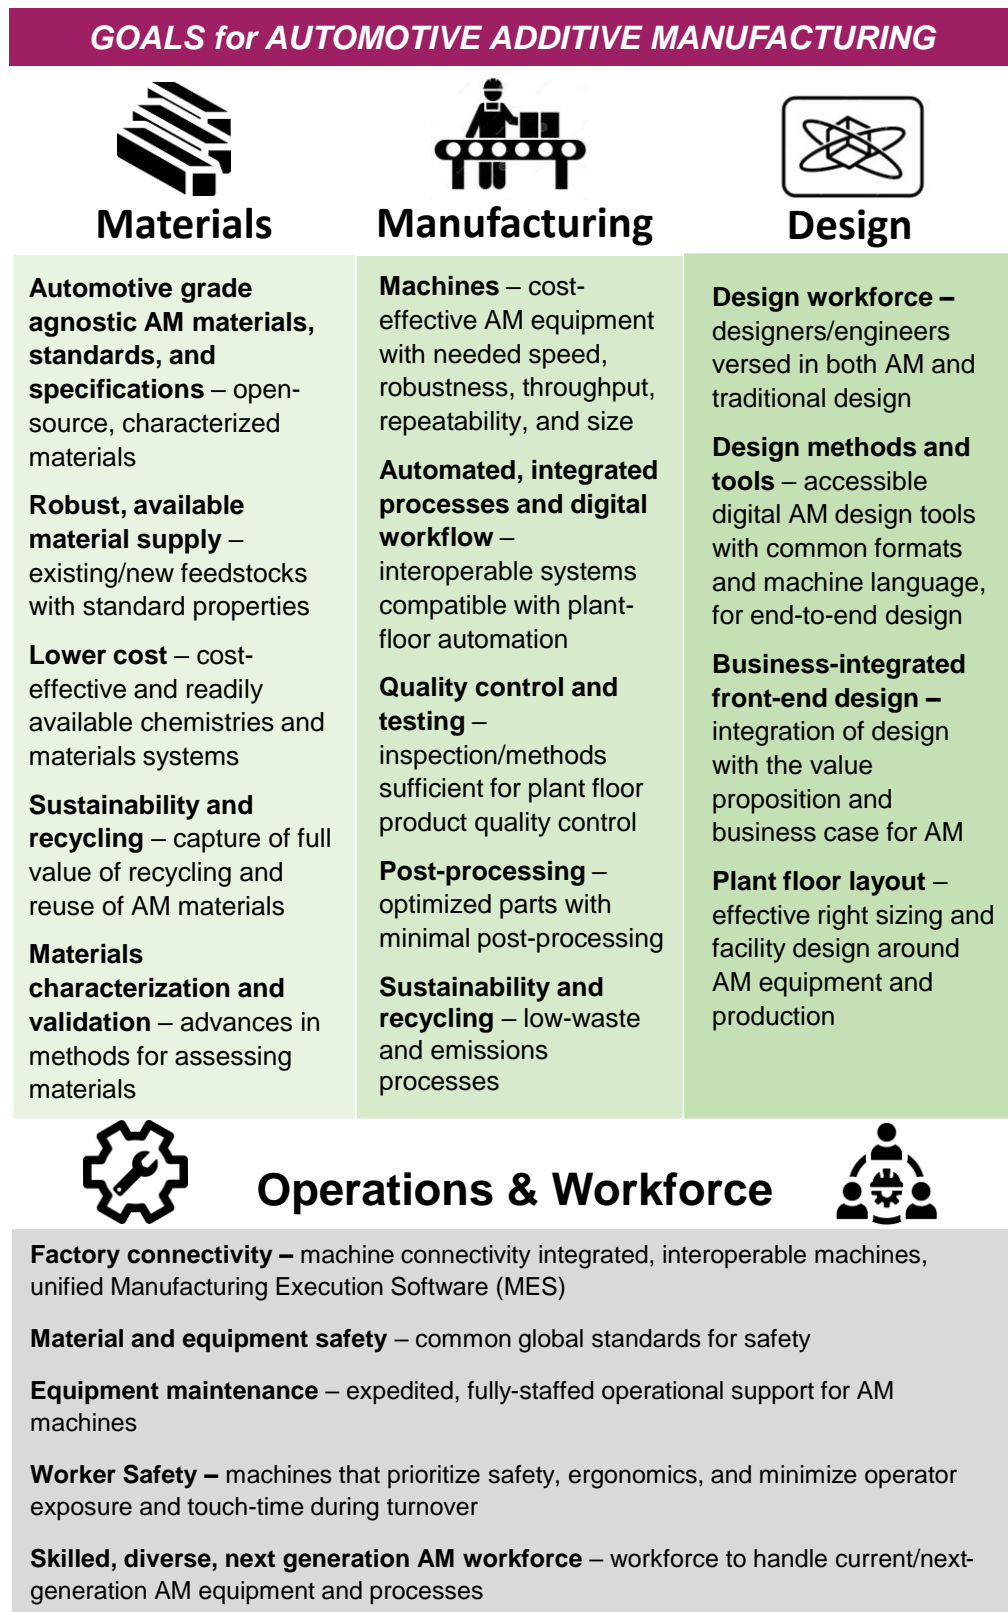 GOALS for AUTOMOTIVE ADDITIVE MANUFACTURING
Materials
Automotive grade
agnostic AM materials,
standards, and
specifications – open-
source, characterized
materials
Robust, available
material supply –
existing/new feedstocks
with standard properties
Lower cost – cost-
effective and readily
available chemistries and
materials systems
Sustainability and
recycling – capture of full
value of recycling and
reuse of AM materials
Materials
characterization and
validation – advances in
methods for assessing
materials
Manufacturing
Machines – cost-
effective AM equipment
with needed speed,
robustness, throughput,
repeatability, and size
Automated, integrated
processes and digital
workflow –
interoperable systems
compatible with plant-
floor automation
Quality control and
testing –
inspection/methods
sufficient for plant floor
product quality control
Post-processing –
optimized parts with
minimal post-processing
Sustainability and
recycling – low-waste
and emissions
processes
Design
Design workforce –
designers/engineers
versed in both AM and
traditional design
Design methods and
tools – accessible
digital AM design tools
with common formats
and machine language,
for end-to-end design
Business-integrated
front-end design –
integration of design
with the value
proposition and
business case for AM
Plant floor layout –
effective right sizing and
facility design around
AM equipment and
production
Operations & Workforce
Factory connectivity – machine connectivity integrated, interoperable machines,
unified Manufacturing Execution Software (MES)
Material and equipment safety – common global standards for safety
Equipment maintenance – expedited, fully-staffed operational support for AM
machines
Worker Safety – machines that prioritize safety, ergonomics, and minimize operator
exposure and touch-time during turnover
Skilled, diverse, next generation AM workforce – workforce to handle current/next-
generation AM equipment and processes